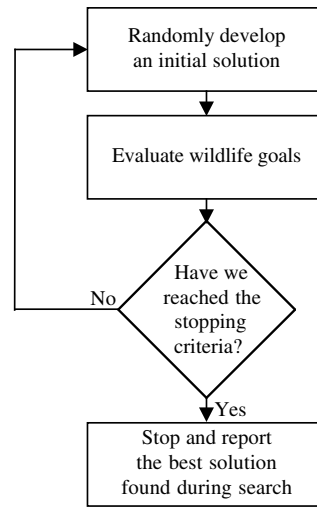 Randomly develop
an initial solution
Evaluate wildlife goals
Have we
reached the
stopping
criteria?
No
Yes
Stop and report
the best solution
found during search